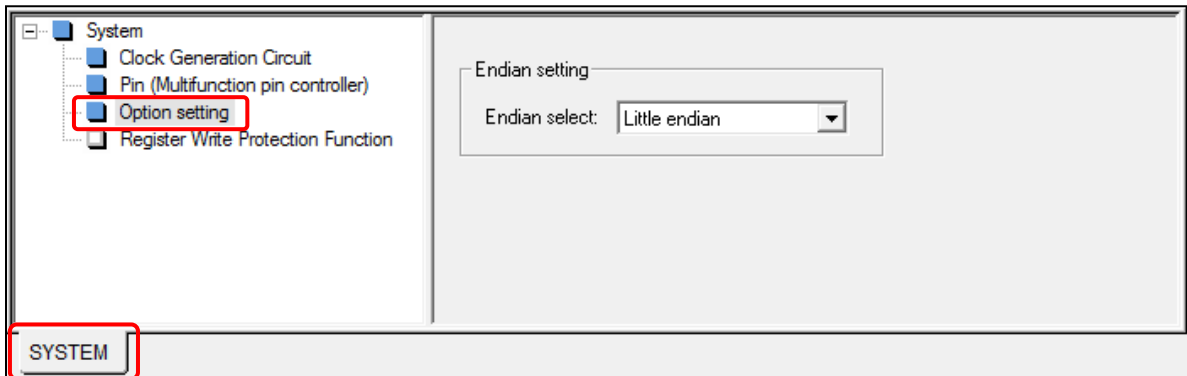 System
Clock Generation Circuit
Pin (Multifunction pin controller)
Option setting
Register Write Protection Function
Endian setting
Endian select: Little endian
SYSTEM